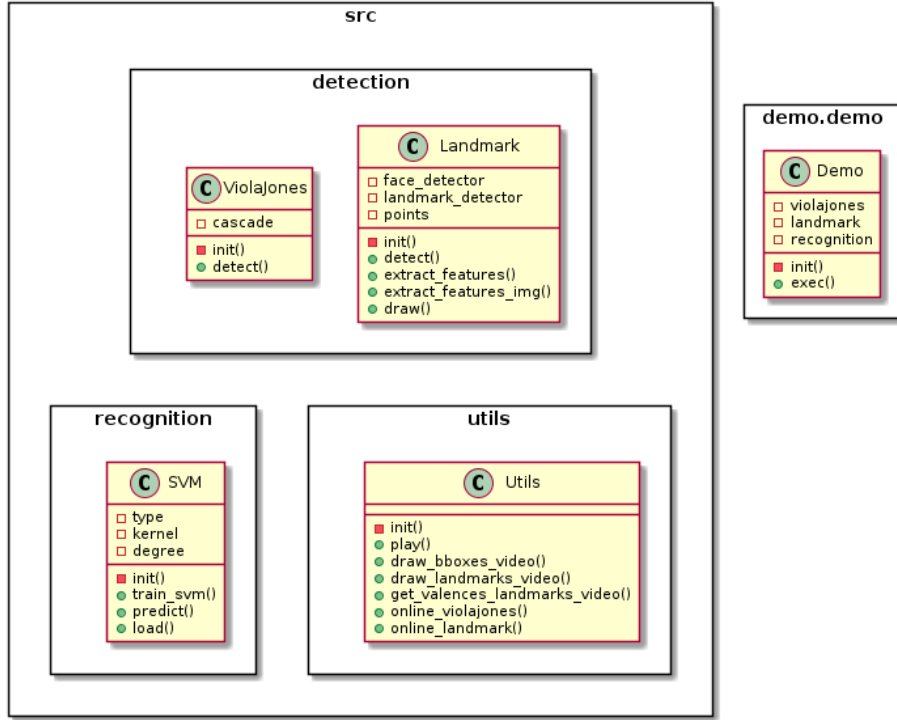 src
detection
C ViolaJones
cascade
init()
detect()
C Landmark
face_detector
landmark_detector
points
init()
detect()
extract_features()
extract_features_img()
draw()
demo.demo
C Demo
violajones
landmark
recognition
init()
exec()
recognition
C SVM
type
kernel
degree
init()
train_svm()
predict()
load()
utils
C Utils
init()
play()
draw_bboxes_video()
draw_landmarks_video()
get_valences_landmarks_video()
online_violajones()
online_landmark()